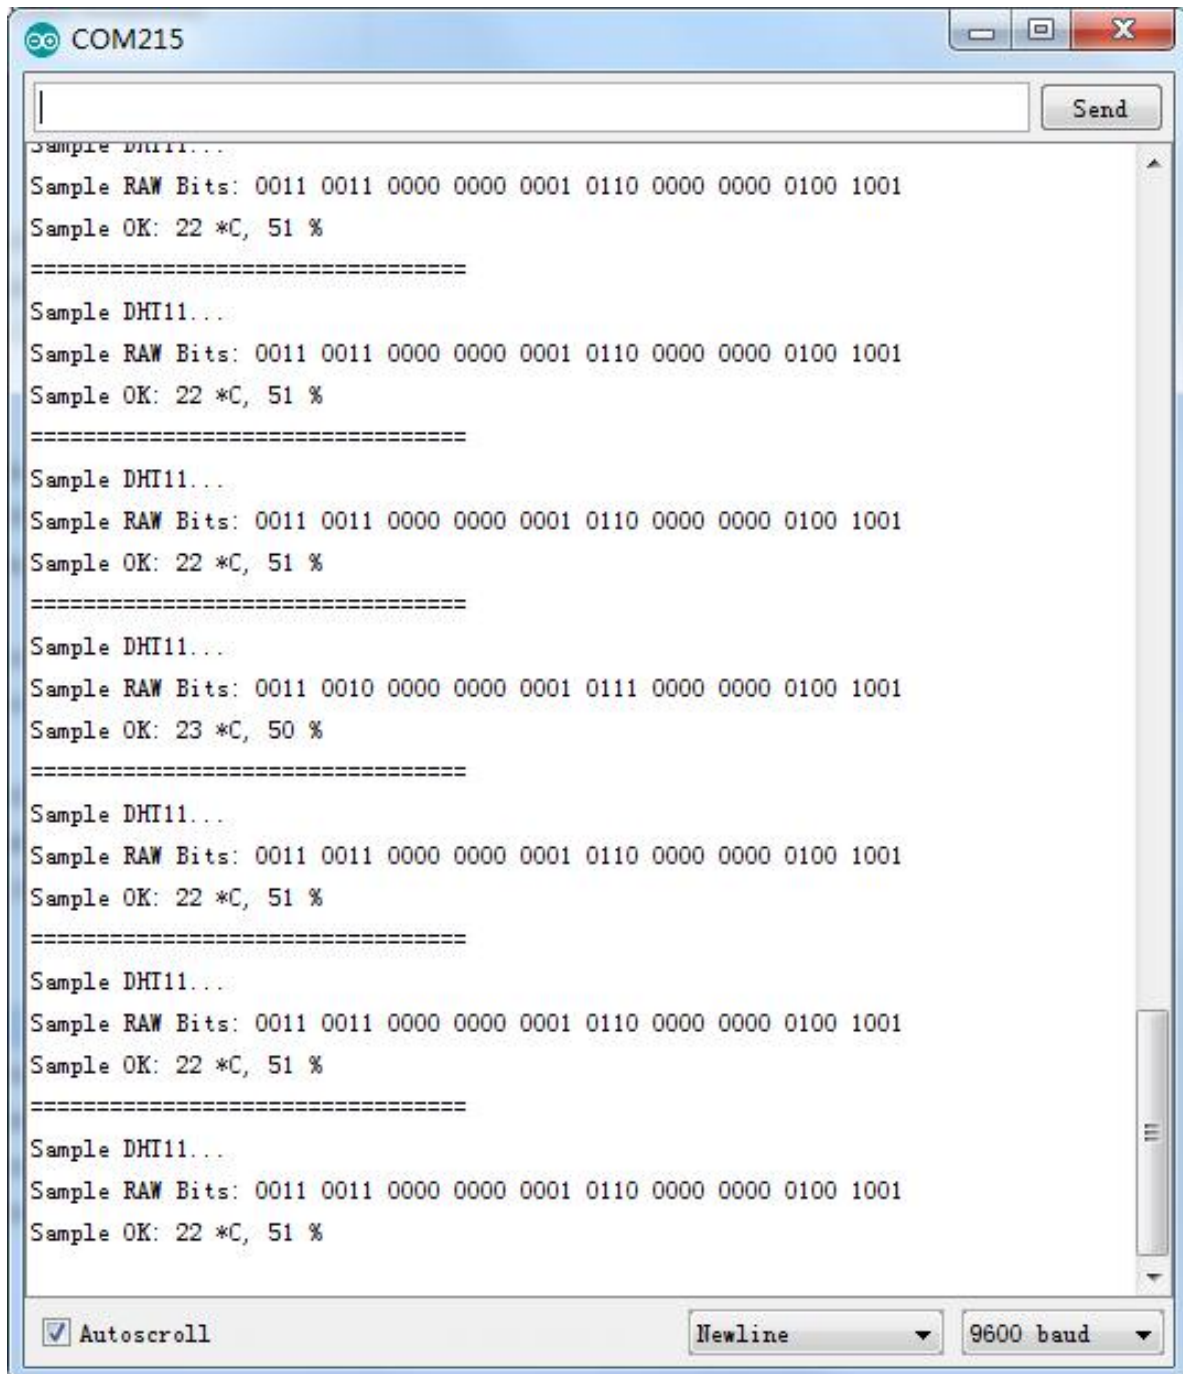 COM215
Send
Sample DHT11...
Sample RAW Bits: 0011 0011 0000 0000 0001 0110 0000 0000 0100 1001
Sample OK: 22 *C, 51 %
=================================
Sample DHT11...
Sample RAW Bits: 0011 0011 0000 0000 0001 0110 0000 0000 0100 1001
Sample OK: 22 *C, 51 %
=================================
Sample DHT11...
Sample RAW Bits: 0011 0011 0000 0000 0001 0110 0000 0000 0100 1001
Sample OK: 22 *C, 51 %
=================================
Sample DHT11...
Sample RAW Bits: 0011 0010 0000 0000 0001 0111 0000 0000 0100 1001
Sample OK: 23 *C, 50 %
=================================
Sample DHT11...
Sample RAW Bits: 0011 0011 0000 0000 0001 0110 0000 0000 0100 1001
Sample OK: 22 *C, 51 %
=================================
Sample DHT11...
Sample RAW Bits: 0011 0011 0000 0000 0001 0110 0000 0000 0100 1001
Sample OK: 22 *C, 51 %
=================================
Sample DHT11...
Sample RAW Bits: 0011 0011 0000 0000 0001 0110 0000 0000 0100 1001
Sample OK: 22 *C, 51 %
Autoscroll
Newline
9600 baud